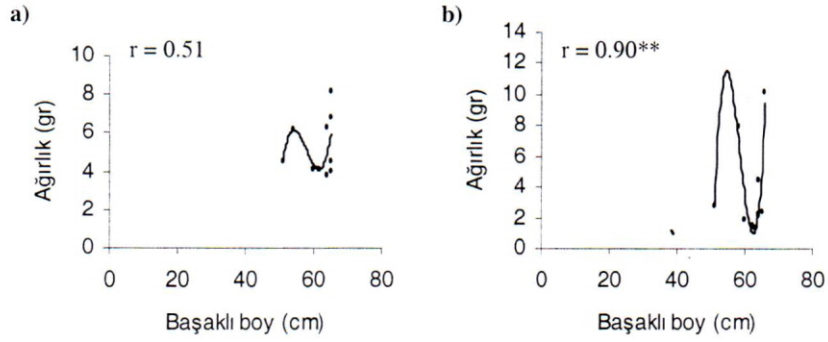 a)
r = 0.51
Ağırlık (gr)
10
8
6
4
2
0
0 20 40 60 80
Başaklı boy (cm)
b)
r = 0.90**
Ağırlık (gr)
14
12
10
8
6
4
2
0
0 20 40 60 80
Başaklı boy (cm)